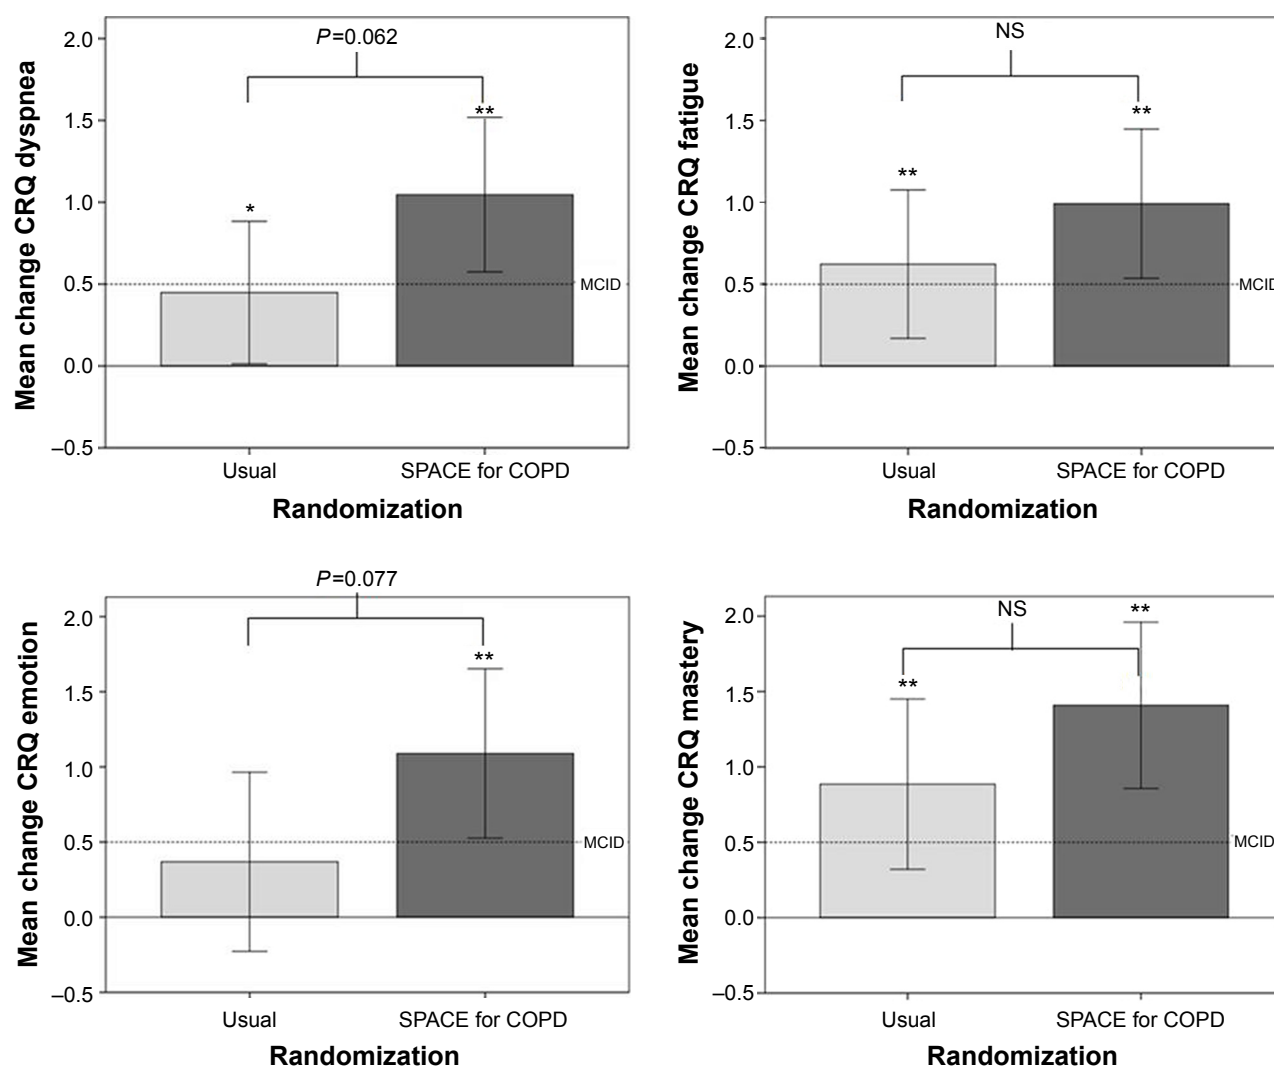 P=0.062
2.0
1.5
1.0
0.5
0.0
–0.5
Mean change CRQ dyspnea
**
*
MCID
Usual
SPACE for COPD
Randomization
NS
2.0
1.5
1.0
0.5
0.0
–0.5
Mean change CRQ fatigue
**
**
MCID
Usual
SPACE for COPD
Randomization
P=0.077
2.0
1.5
1.0
0.5
0.0
–0.5
Mean change CRQ emotion
**
MCID
Usual
SPACE for COPD
Randomization
NS
2.0
1.5
1.0
0.5
0.0
–0.5
Mean change CRQ mastery
**
**
MCID
Usual
SPACE for COPD
Randomization